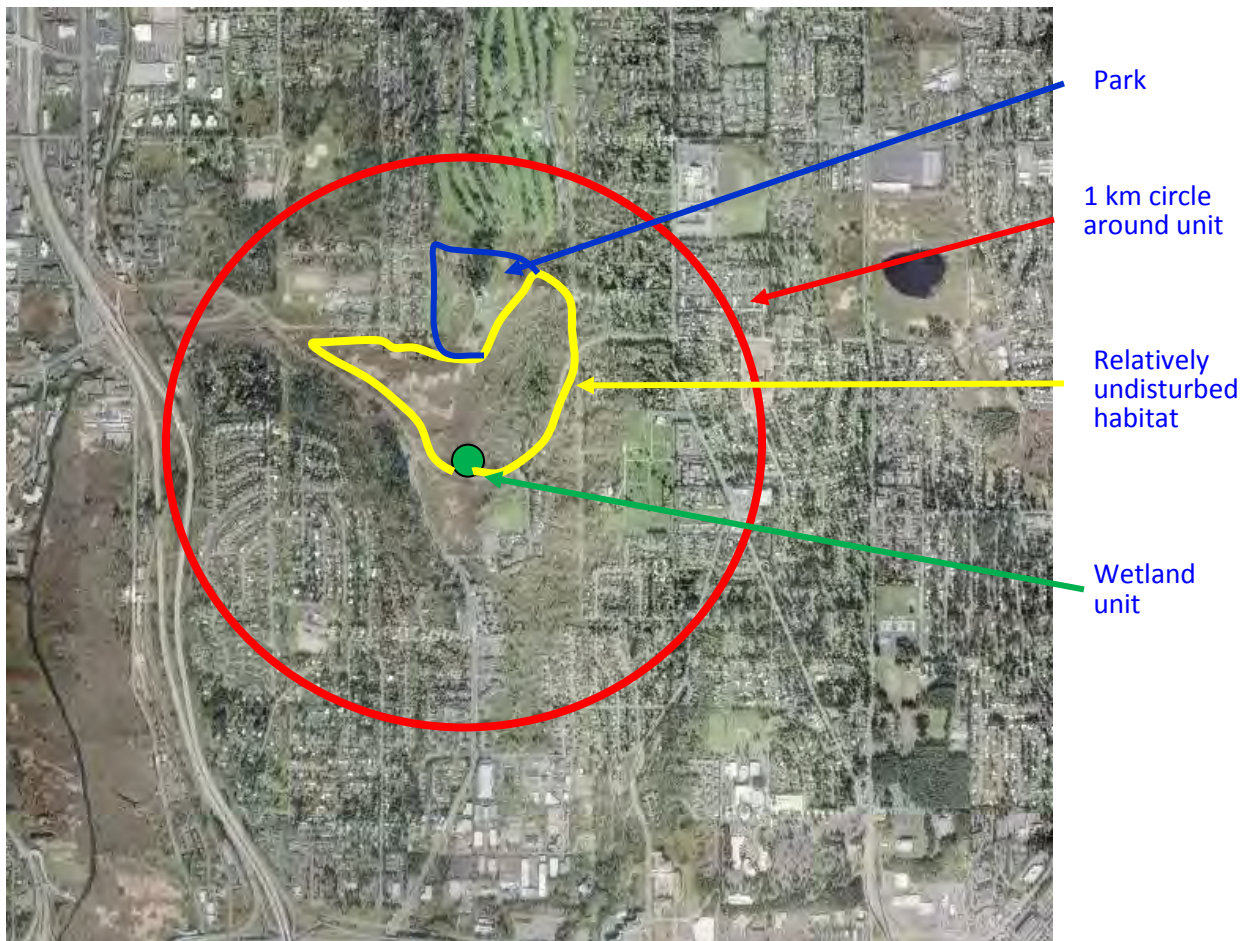 Park
1 km circle
around unit
Relatively
undisturbed
habitat
Wetland
unit